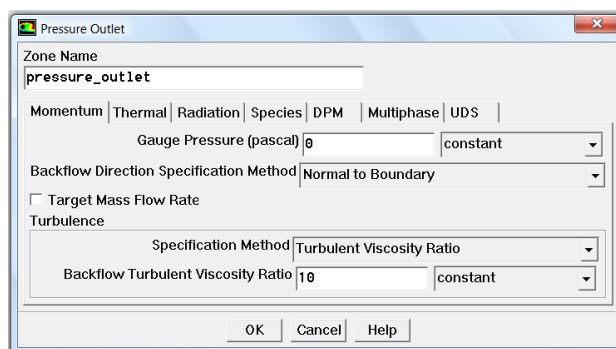 Pressure Outlet
Zone Name
pressure_outlet
Momentum Thermal Radiation Species DPM Multiphase UDS
Gauge Pressure (pascal) 0 constant
Backflow Direction Specification Method Normal to Boundary
Target Mass Flow Rate
Turbulence
Specification Method Turbulent Viscosity Ratio
Backflow Turbulent Viscosity Ratio 10 constant
OK Cancel Help